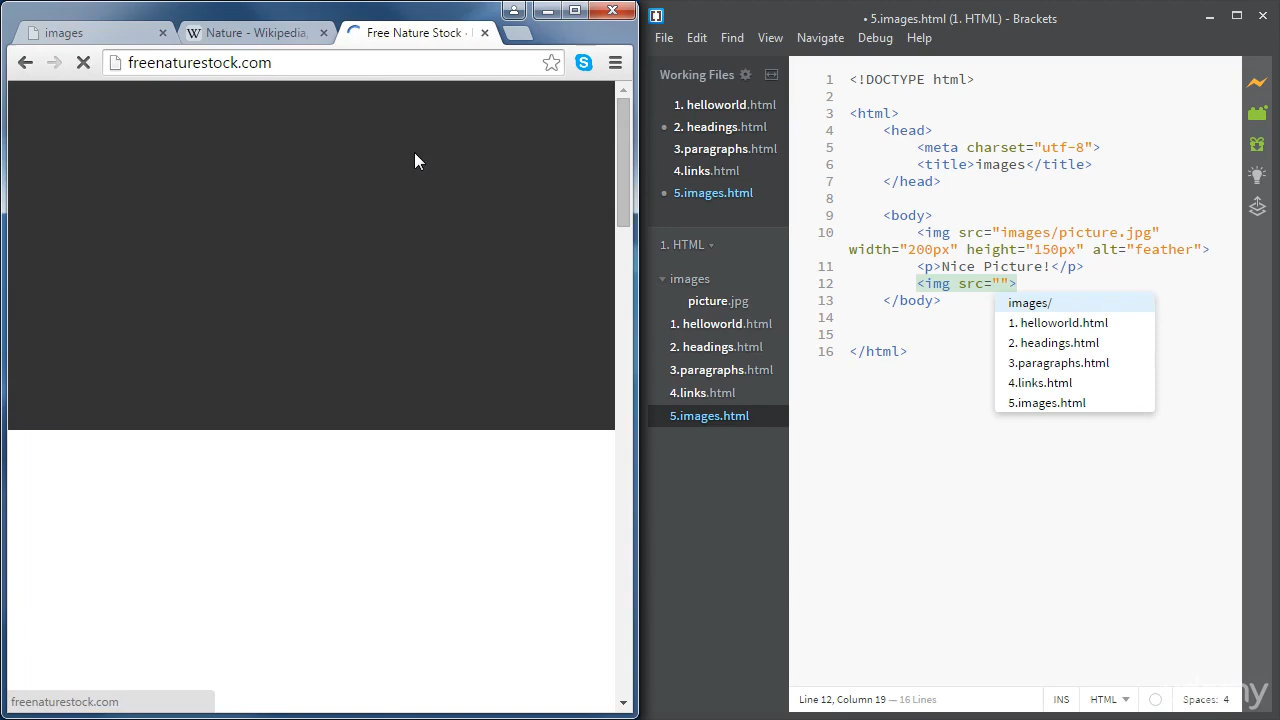 images
Nature - Wikipedia,
Free Nature Stock -
freenaturestock.com
freenaturestock.com
• 5.images.html (1. HTML) - Brackets
File Edit Find View Navigate Debug Help
Working Files
1. helloworld.html
2. headings.html
3.paragraphs.html
4.links.html
5.images.html
1. HTML
images
picture.jpg
1. helloworld.html
2. headings.html
3.paragraphs.html
4.links.html
5.images.html
1 <!DOCTYPE html>
2
3 <html>
4 <head>
5 <meta charset="utf-8">
6 <title>images</title>
7 </head>
8
9 <body>
10 <img src="images/picture.jpg"
width="200px" height="150px" alt="feather">
11 <p>Nice Picture!</p>
12 <img src="">
13 </body>
14
15
16 </html>
images/
1. helloworld.html
2. headings.html
3.paragraphs.html
4.links.html
5.images.html
Line 12, Column 19 — 16 Lines
INS HTML Spaces: 4